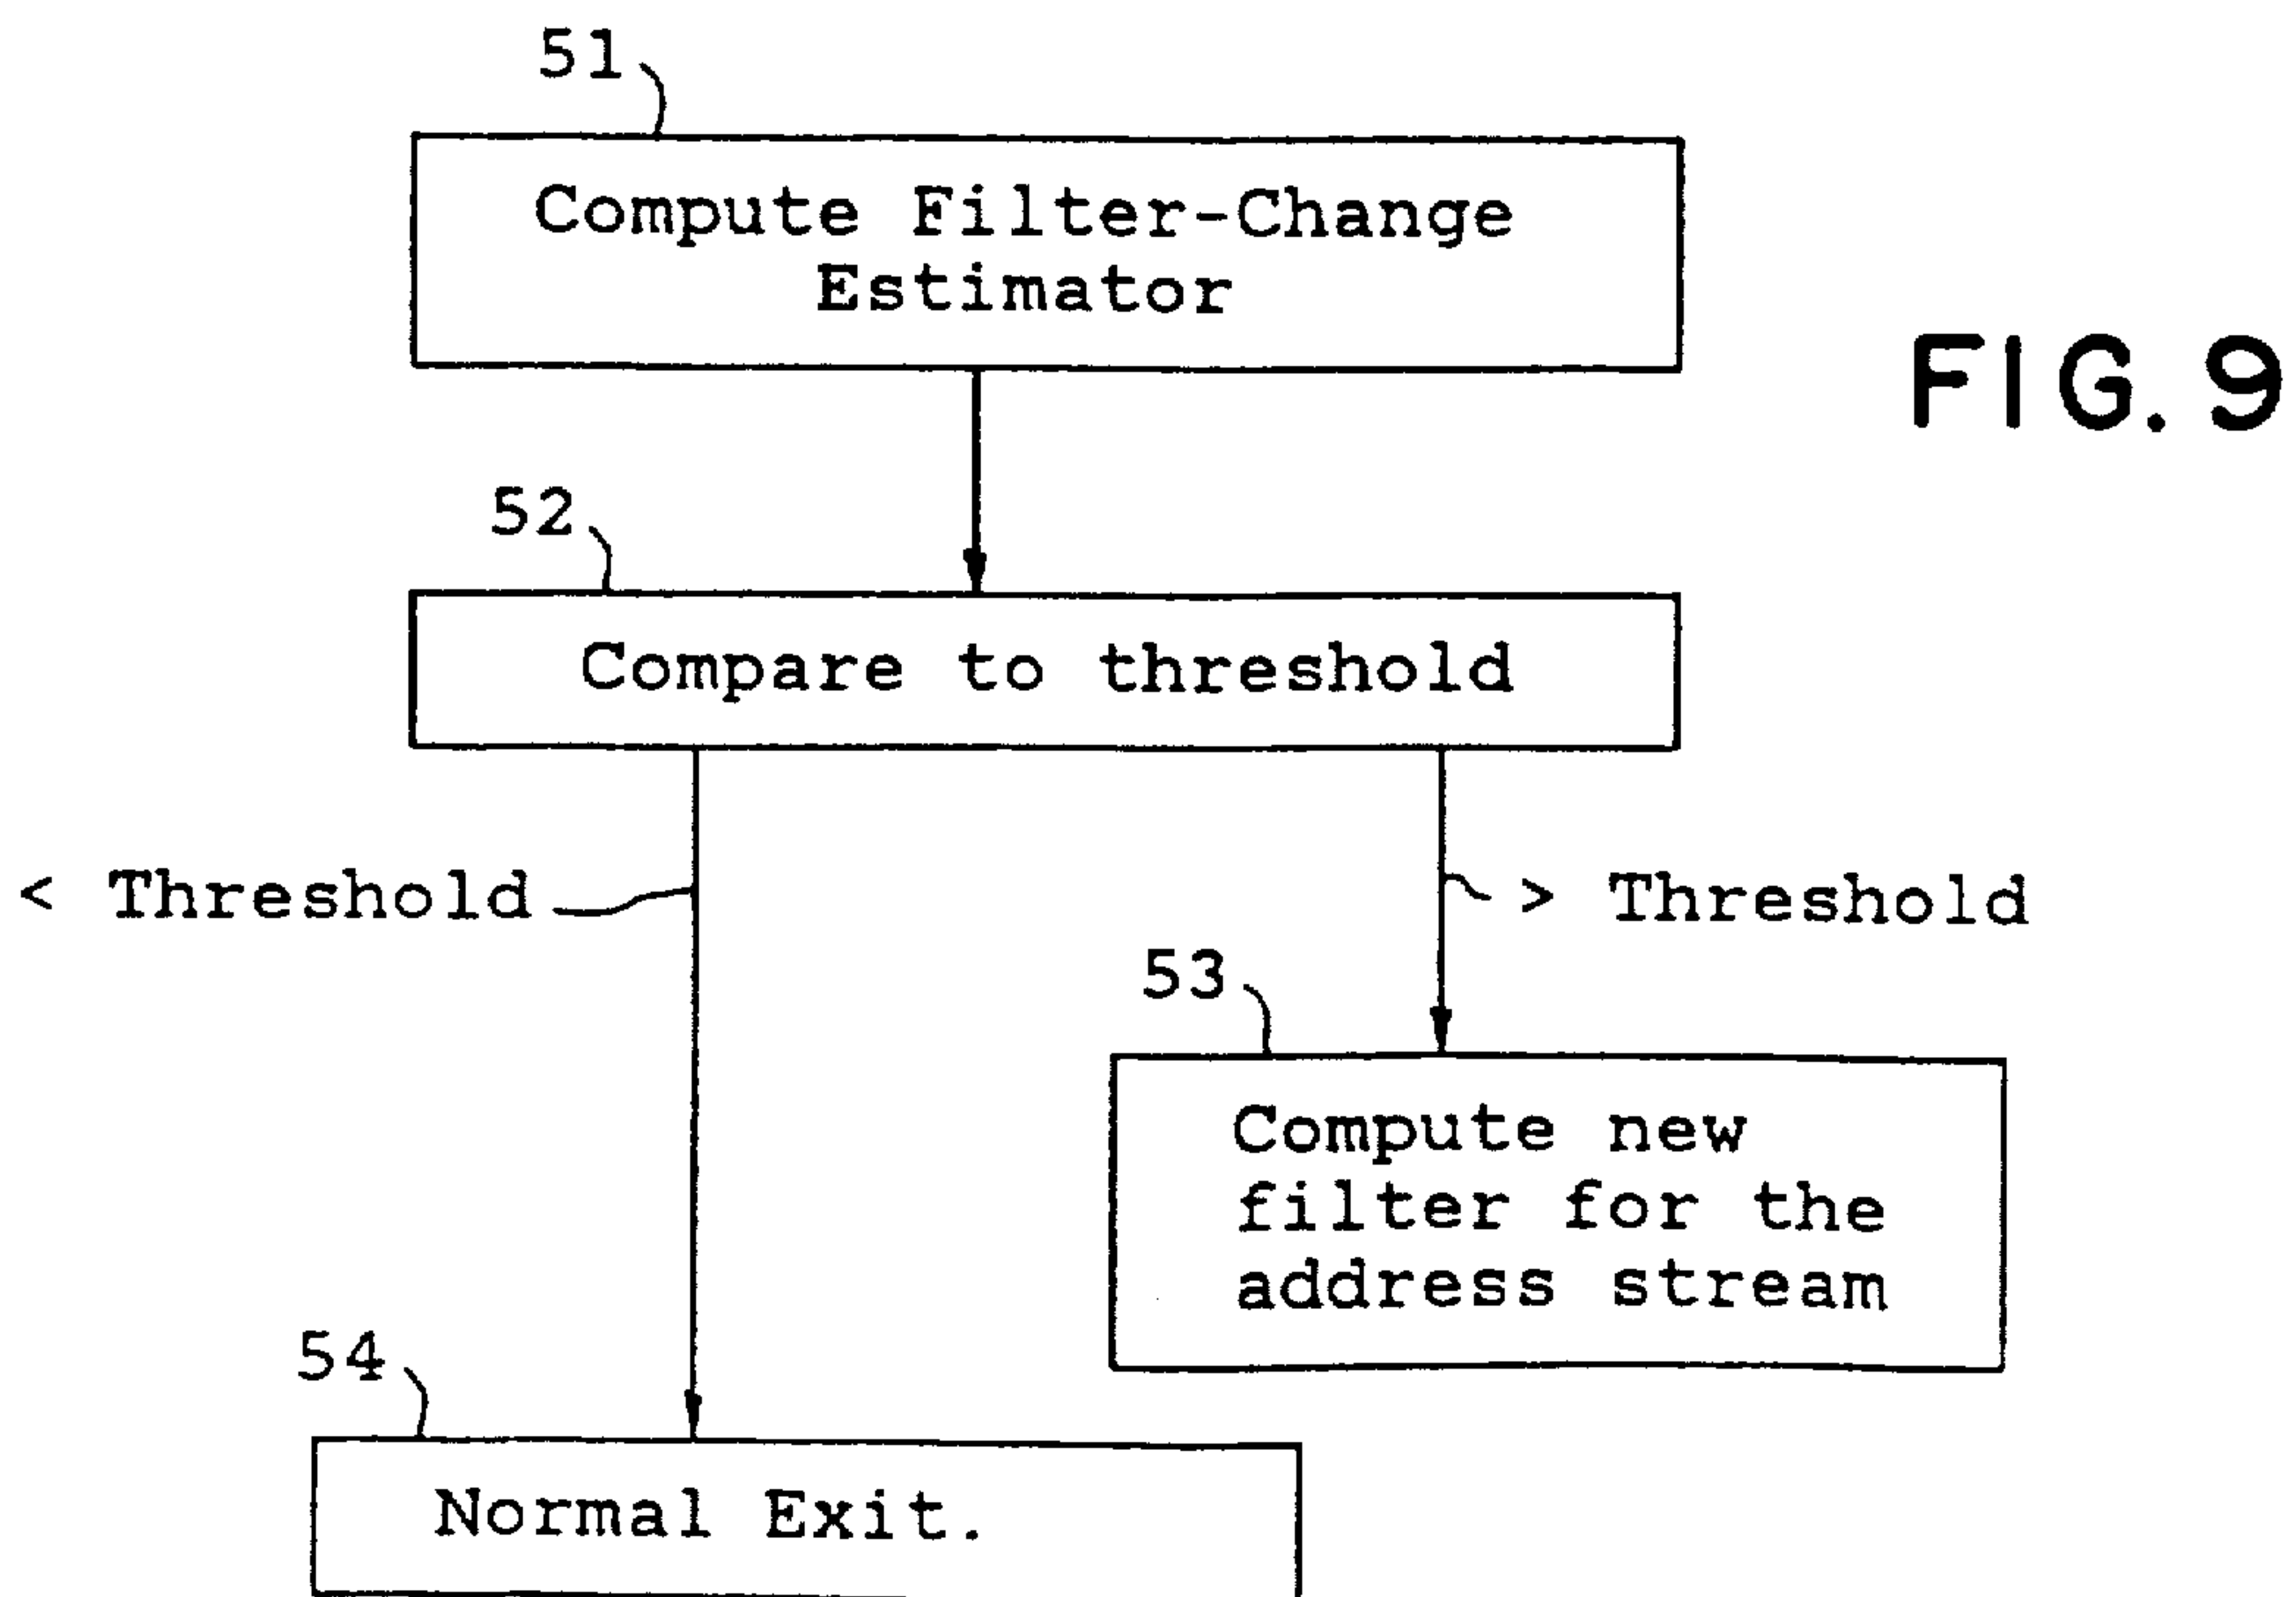 51
Compute Filter-Change
Estimator
FIG. 9
52
Compare to threshold
< Threshold
> Threshold
53
Compute new
filter for the
address stream
54
Normal Exit.